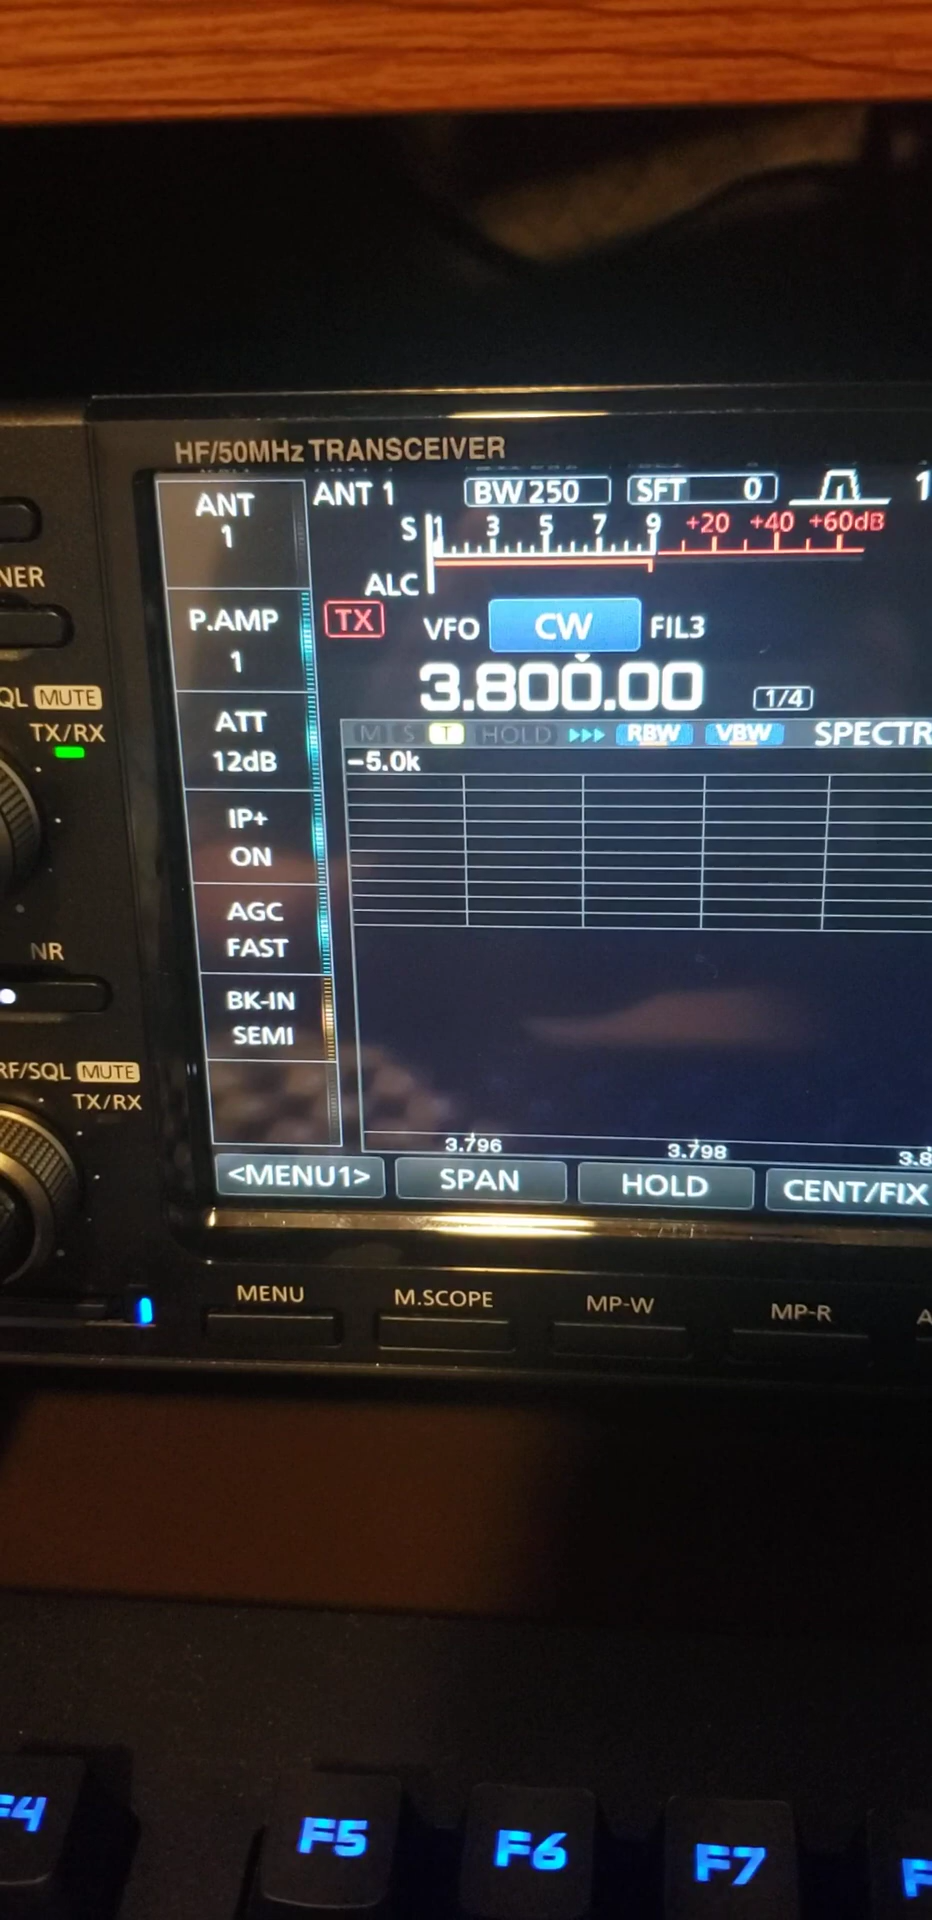 HF/50MHz TRANSCEIVER
ANT 1
ANT 1
BW 250
SFT 0
1
S 1 3 5 7 9 +20 +40 +60dB
NER
ALC
P.AMP
1
TX
VFO CW FIL3
3.800.00
1/4
QL MUTE
TX/RX
ATT
12dB
M S T HOLD RBW VBW SPECTR
-5.0k
IP+
ON
AGC
FAST
NR
BK-IN
SEMI
RF/SQL MUTE
TX/RX
3.796 3.798 3.8
<MENU1> SPAN HOLD CENT/FIX
MENU M.SCOPE MP-W MP-R A
F4 F5 F6 F7 F